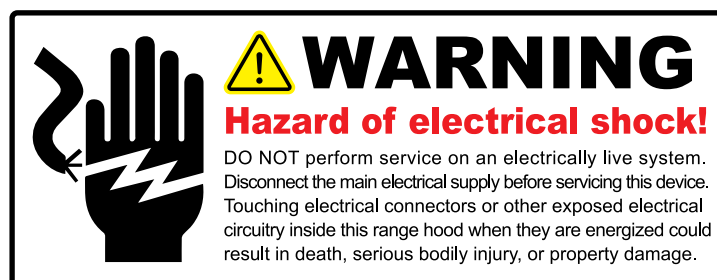 WARNING
Hazard of electrical shock!
DO NOT perform service on an electrically live system.
Disconnect the main electrical supply before servicing this device.
Touching electrical connectors or other exposed electrical
circuitry inside this range hood when they are energized could
result in death, serious bodily injury, or property damage.